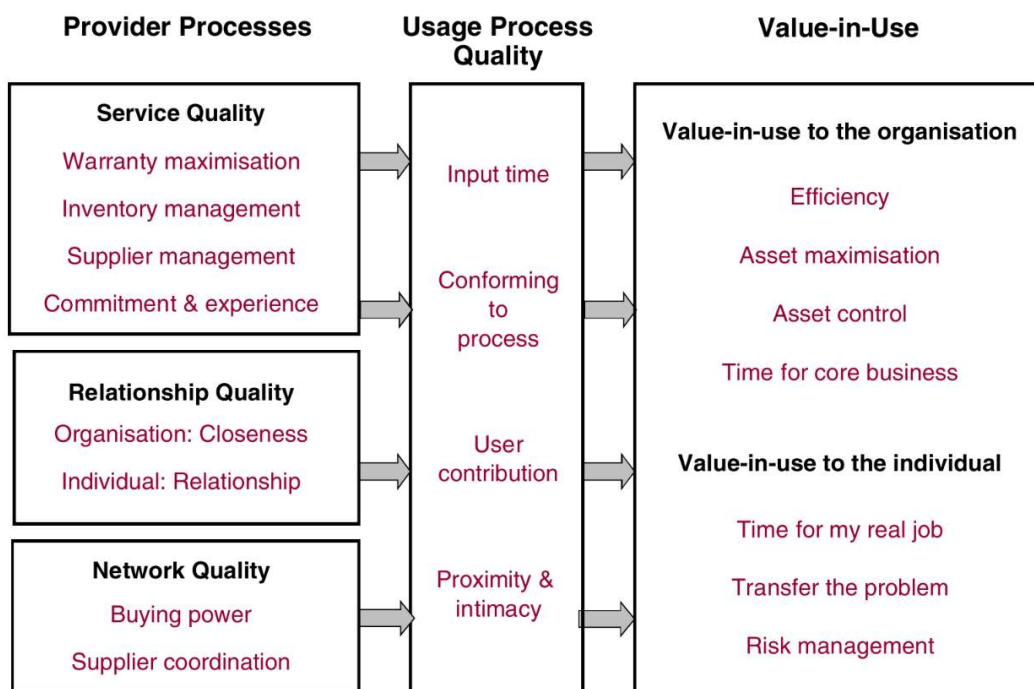 Provider Processes
Usage Process
Quality
Value-in-Use
Service Quality
Warranty maximisation
Inventory management
Supplier management
Commitment & experience
Relationship Quality
Organisation: Closeness
Individual: Relationship
Network Quality
Buying power
Supplier coordination
Input time
Conforming
to
process
User
contribution
Proximity &
intimacy
Value-in-use to the organisation
Efficiency
Asset maximisation
Asset control
Time for core business
Value-in-use to the individual
Time for my real job
Transfer the problem
Risk management